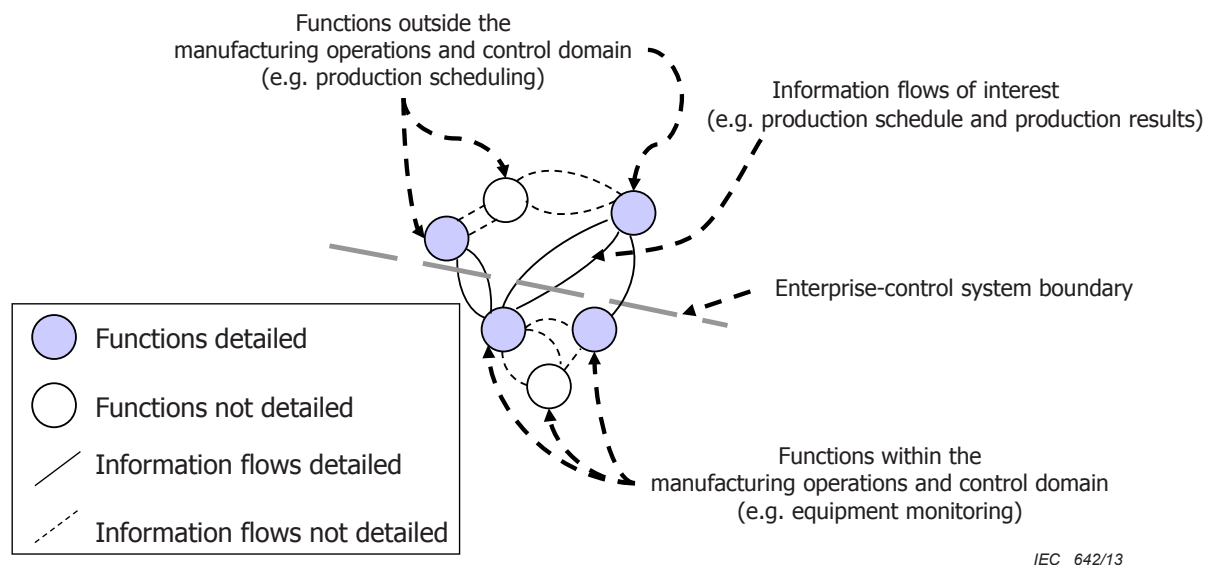 Functions outside the
manufacturing operations and control domain
(e.g. production scheduling)
Information flows of interest
(e.g. production schedule and production results)
Enterprise-control system boundary
Functions detailed
Functions not detailed
Information flows detailed
Information flows not detailed
Functions within the
manufacturing operations and control domain
(e.g. equipment monitoring)
IEC 642/13